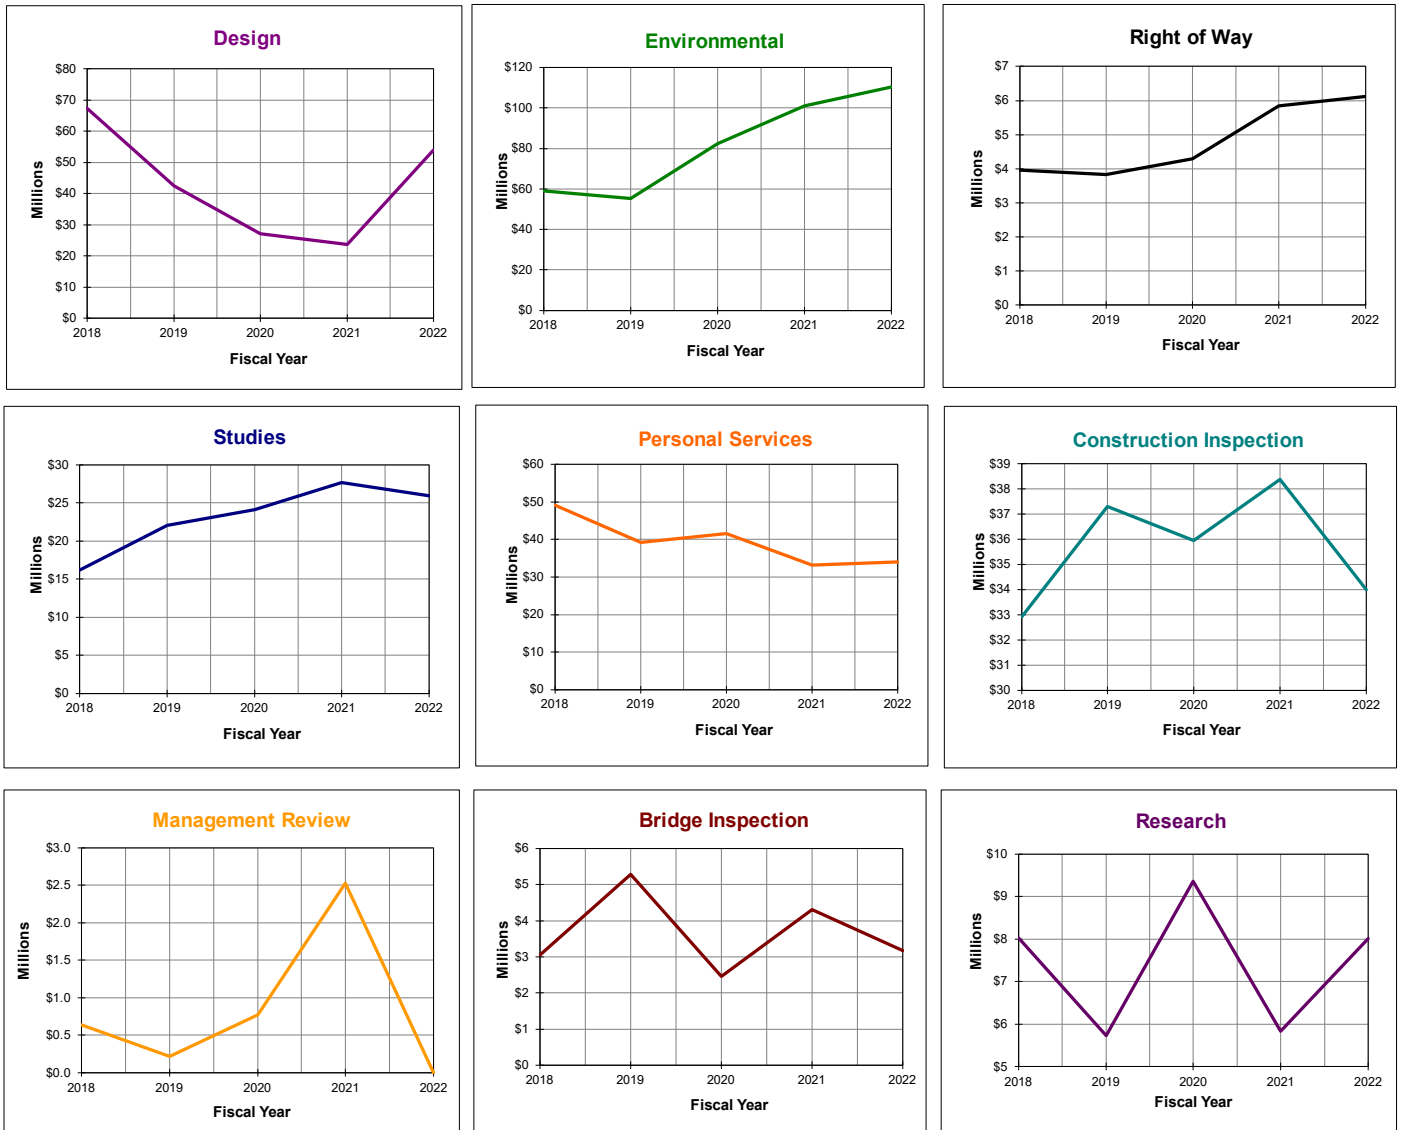 Design
$80
$70
$60
$50
$40
$30
$20
$10
$0
Millions
2018 2019 2020 2021 2022
Fiscal Year
Environmental
$120
$100
$80
$60
$40
$20
$0
Millions
2018 2019 2020 2021 2022
Fiscal Year
Right of Way
$7
$6
$5
$4
$3
$2
$1
$0
Millions
2018 2019 2020 2021 2022
Fiscal Year
Studies
$30
$25
$20
$15
$10
$5
$0
Millions
2018 2019 2020 2021 2022
Fiscal Year
Personal Services
$60
$50
$40
$30
$20
$10
$0
Millions
2018 2019 2020 2021 2022
Fiscal Year
Construction Inspection
$39
$38
$37
$36
$35
$34
$33
$32
$31
$30
Millions
2018 2019 2020 2021 2022
Fiscal Year
Management Review
$3.0
$2.5
$2.0
$1.5
$1.0
$0.5
$0.0
Millions
2018 2019 2020 2021 2022
Fiscal Year
Bridge Inspection
$6
$5
$4
$3
$2
$1
$0
Millions
2018 2019 2020 2021 2022
Fiscal Year
Research
$10
$9
$8
$7
$6
$5
Millions
2018 2019 2020 2021 2022
Fiscal Year